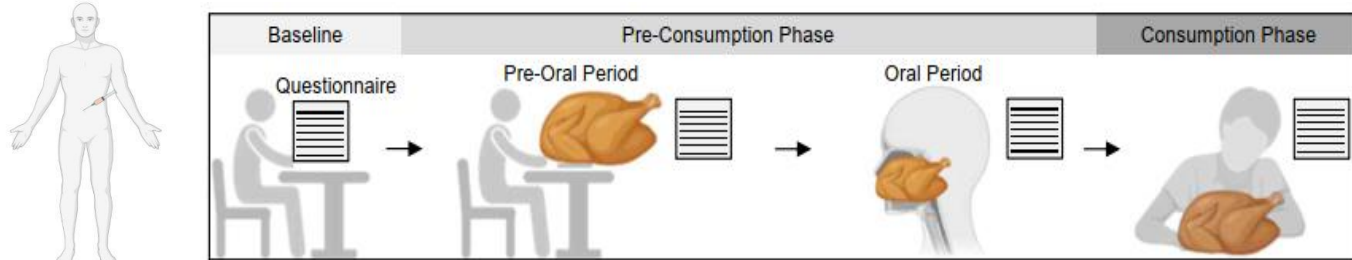 Baseline
Pre-Consumption Phase
Consumption Phase
Questionnaire
Pre-Oral Period
Oral Period